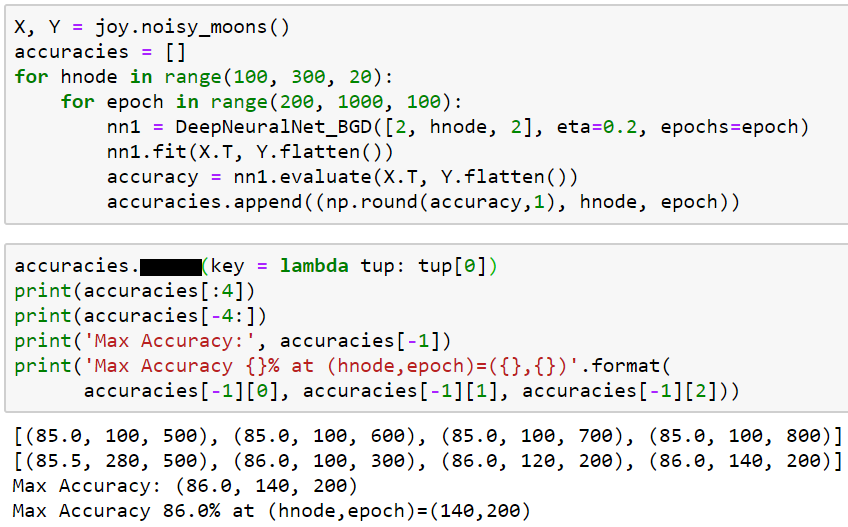 X, Y = joy.noisy_moons()
accuracies = []
for hnode in range(100, 300, 20):
    for epoch in range(200, 1000, 100):
        nn1 = DeepNeuralNet_BGD([2, hnode, 2], eta=0.2, epochs=epoch)
        nn1.fit(X.T, Y.flatten())
        accuracy = nn1.evaluate(X.T, Y.flatten())
        accuracies.append((np.round(accuracy,1), hnode, epoch))
accuracies. (key = lambda tup: tup[0])
print(accuracies[:4])
print(accuracies[-4:])
print('Max Accuracy:', accuracies[-1])
print('Max Accuracy {}% at (hnode,epoch)=({},{})'.format(
      accuracies[-1][0], accuracies[-1][1], accuracies[-1][2]))
[(85.0, 100, 500), (85.0, 100, 600), (85.0, 100, 700), (85.0, 100, 800)]
[(85.5, 280, 500), (86.0, 100, 300), (86.0, 120, 200), (86.0, 140, 200)]
Max Accuracy: (86.0, 140, 200)
Max Accuracy 86.0% at (hnode,epoch)=(140,200)